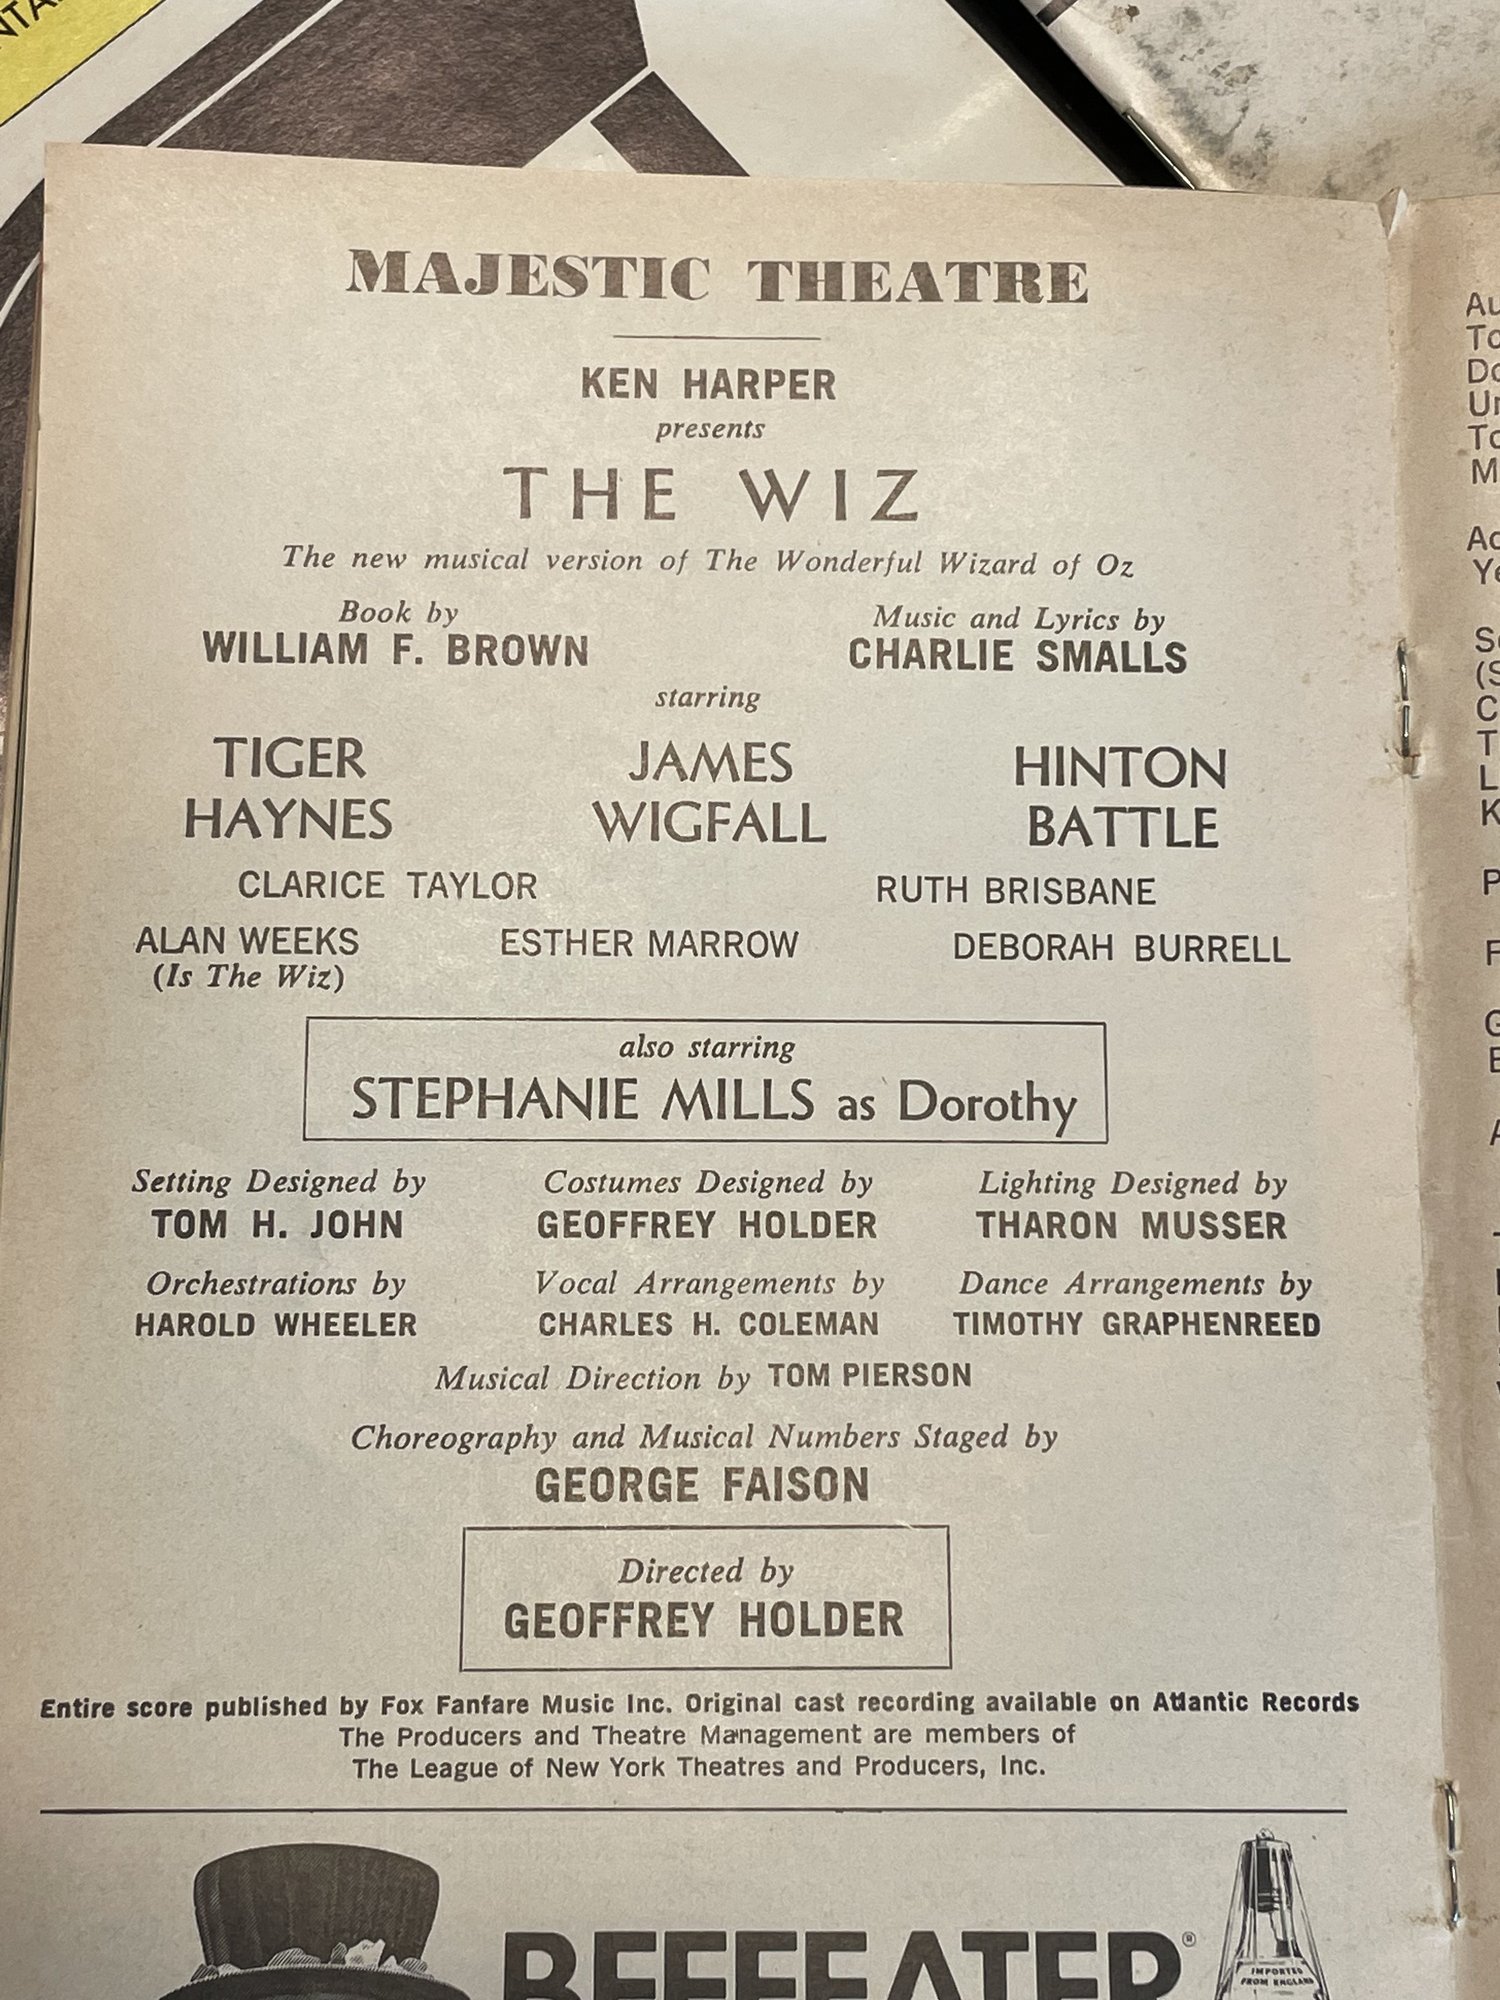 MAJESTIC THEATRE
KEN HARPER
presents
THE WIZ
The new musical version of The Wonderful Wizard of Oz
Book by
WILLIAM F. BROWN
Music and Lyrics by
CHARLIE SMALLS
starring
TIGER
HAYNES
JAMES
WIGFALL
HINTON
BATTLE
CLARICE TAYLOR
RUTH BRISBANE
ALAN WEEKS
(Is The Wiz)
ESTHER MARROW
DEBORAH BURRELL
also starring
STEPHANIE MILLS as Dorothy
Setting Designed by
TOM H. JOHN
Costumes Designed by
GEOFFREY HOLDER
Lighting Designed by
THARON MUSSER
Orchestrations by
HAROLD WHEELER
Vocal Arrangements by
CHARLES H. COLEMAN
Dance Arrangements by
TIMOTHY GRAPHENREED
Musical Direction by TOM PIERSON
Choreography and Musical Numbers Staged by
GEORGE FAISON
Directed by
GEOFFREY HOLDER
Entire score published by Fox Fanfare Music Inc. Original cast recording available on Atlantic Records
The Producers and Theatre Management are members of
The League of New York Theatres and Producers, Inc.
BEEFEATER®
IMPORTED
FROM ENGLAND